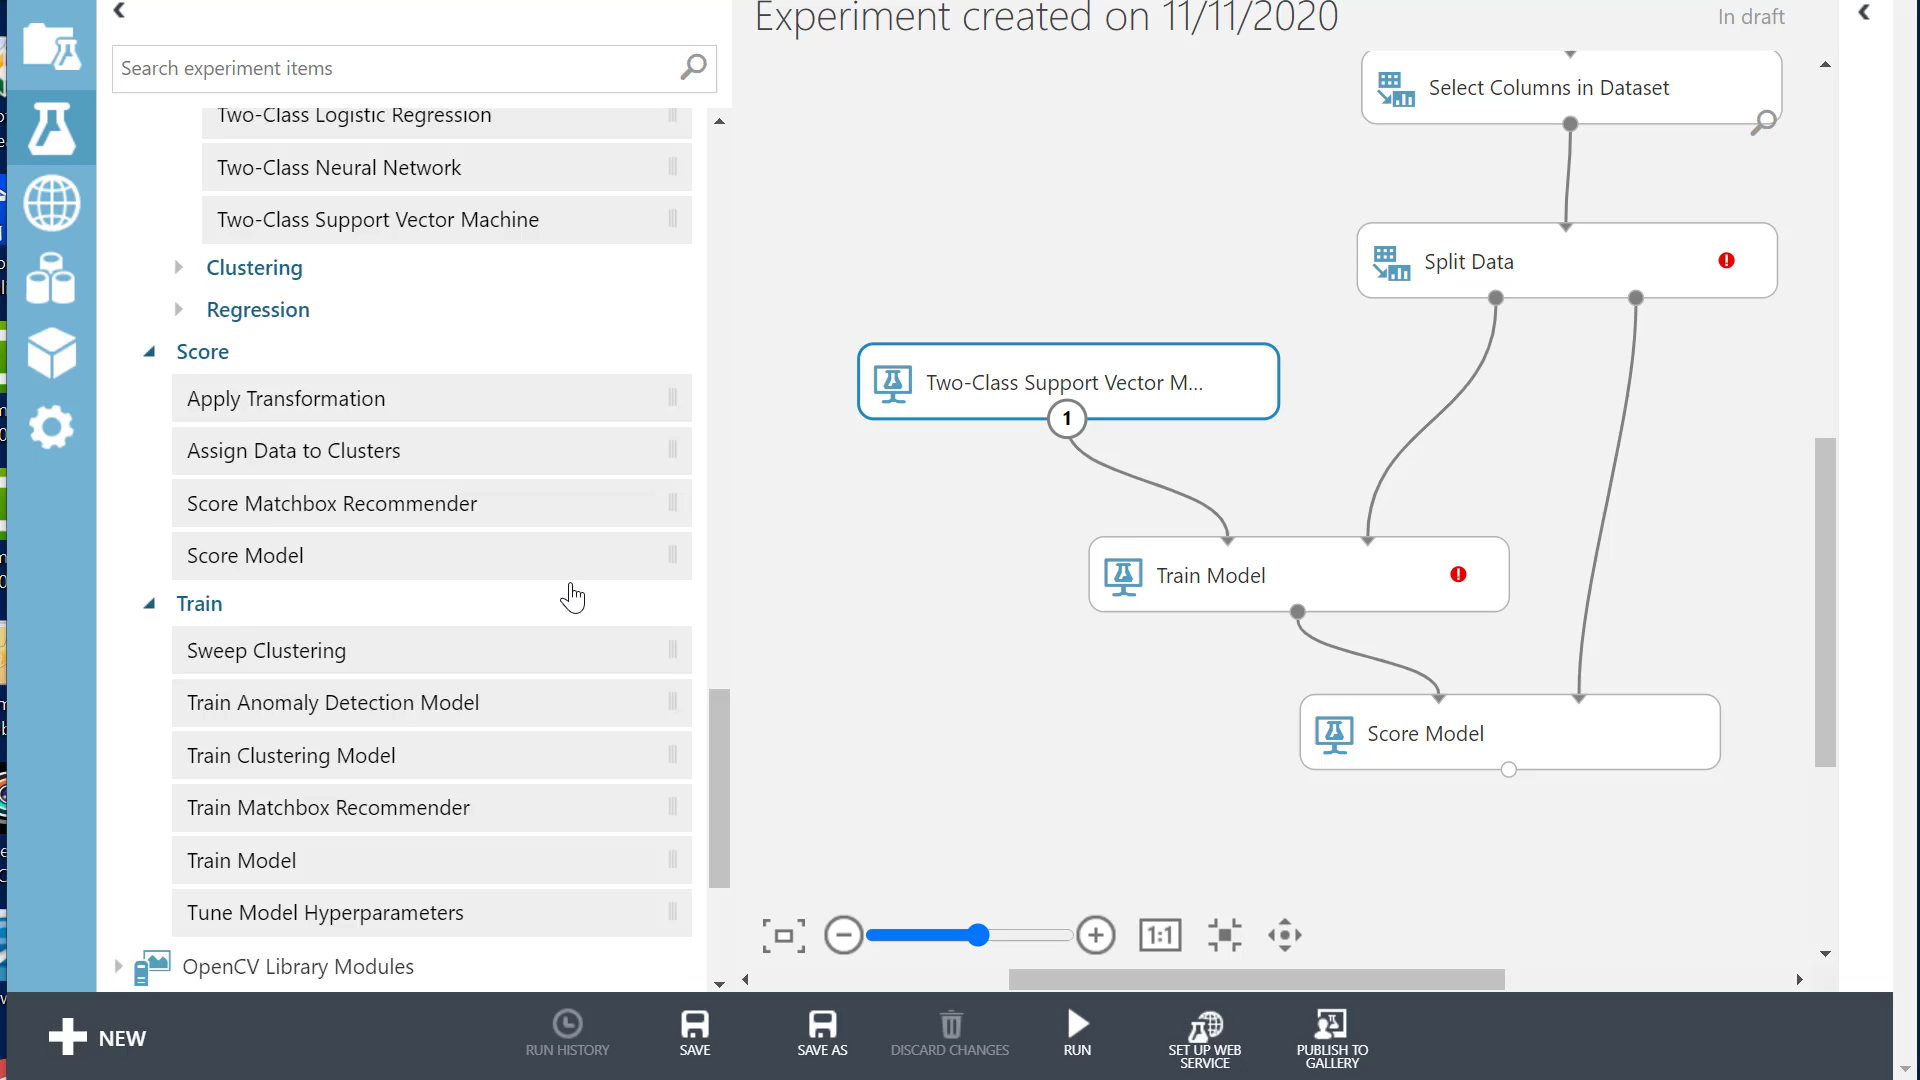 Experiment created on 11/11/2020
In draft
Search experiment items
Two-Class Logistic Regression
Two-Class Neural Network
Two-Class Support Vector Machine
Clustering
Regression
Score
Apply Transformation
Assign Data to Clusters
Score Matchbox Recommender
Score Model
Train
Sweep Clustering
Train Anomaly Detection Model
Train Clustering Model
Train Matchbox Recommender
Train Model
Tune Model Hyperparameters
OpenCV Library Modules
Select Columns in Dataset
Split Data
Two-Class Support Vector M...
1
Train Model
Score Model
1:1
NEW
RUN HISTORY
SAVE
SAVE AS
DISCARD CHANGES
RUN
SET UP WEB
SERVICE
PUBLISH TO
GALLERY